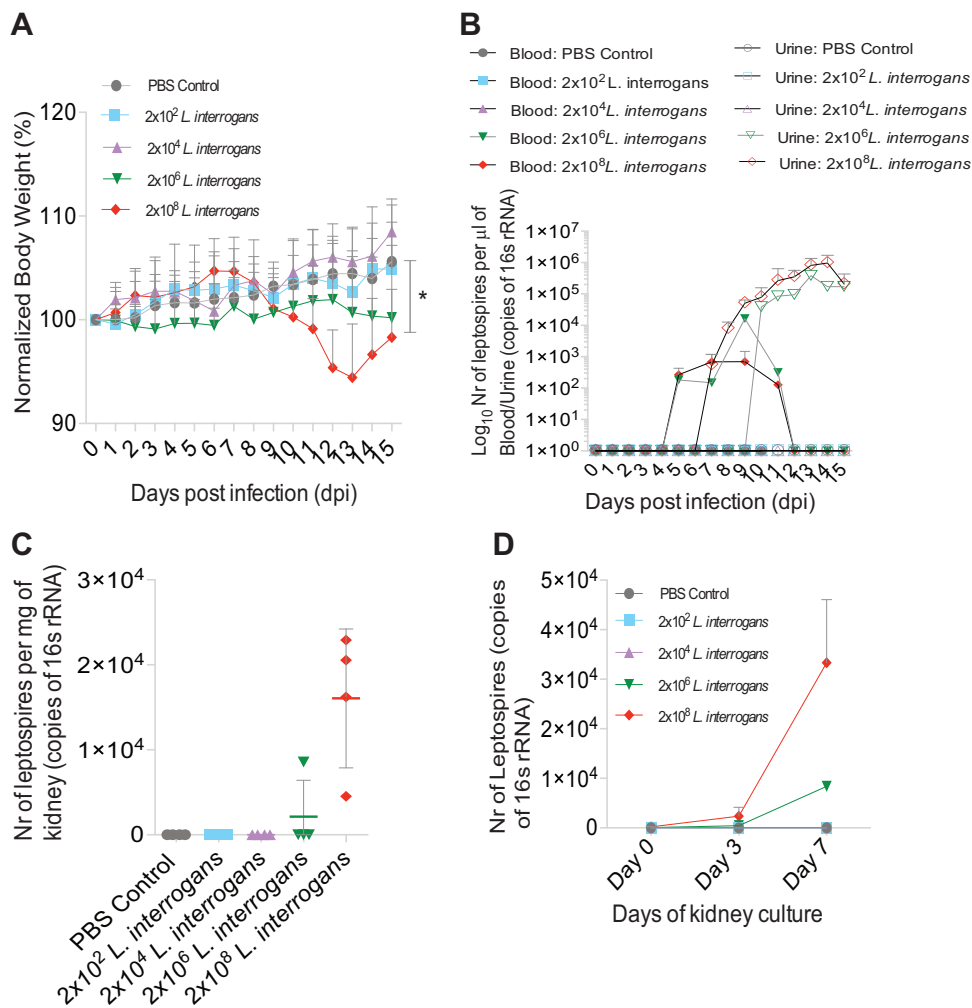 A
PBS Control
2x10² L interrogans
2x10⁴ L interrogans
2x10⁶ L interrogans
2x10⁸ L interrogans
Normalized Body Weight (%)
120
110
100
90
0 1 2 3 4 5 6 7 8 9 10 11 12 13 14 15
Days post infection (dpi)
*
B
Blood: PBS Control
Blood: 2x10² L. interrogans
Blood: 2x10⁴L. interrogans
Blood: 2x10⁶L. interrogans
Blood: 2x10⁸L. interrogans
Urine: PBS Control
Urine: 2x10² L. interrogans
Urine: 2x10⁴L. interrogans
Urine: 2x10⁶L. interrogans
Urine: 2x10⁸L. interrogans
Log₁₀ Nr of leptospires per µl of
Blood/Urine (copies of 16s rRNA)
1×10⁷
1×10⁶
1×10⁵
1×10⁴
1×10³
1×10²
1×10¹
1×10⁰
0 1 2 3 4 5 7 8 9 10 11 12 13 14 15
Days post infection (dpi)
C
Nr of leptospires per mg of
kidney (copies of 16s rRNA)
3×10⁴
2×10⁴
1×10⁴
0
PBS Control
2x10² L. interrogans
2x10⁴ L. interrogans
2x10⁶ L. interrogans
2x10⁸ L. interrogans
D
PBS Control
2x10² L interrogans
2x10⁴ L interrogans
2x10⁶ L interrogans
2x10⁸ L interrogans
Nr of Leptospires (copies
of 16s rRNA)
5×10⁴
4×10⁴
3×10⁴
2×10⁴
1×10⁴
0
Day 0
Day 3
Day 7
Days of kidney culture